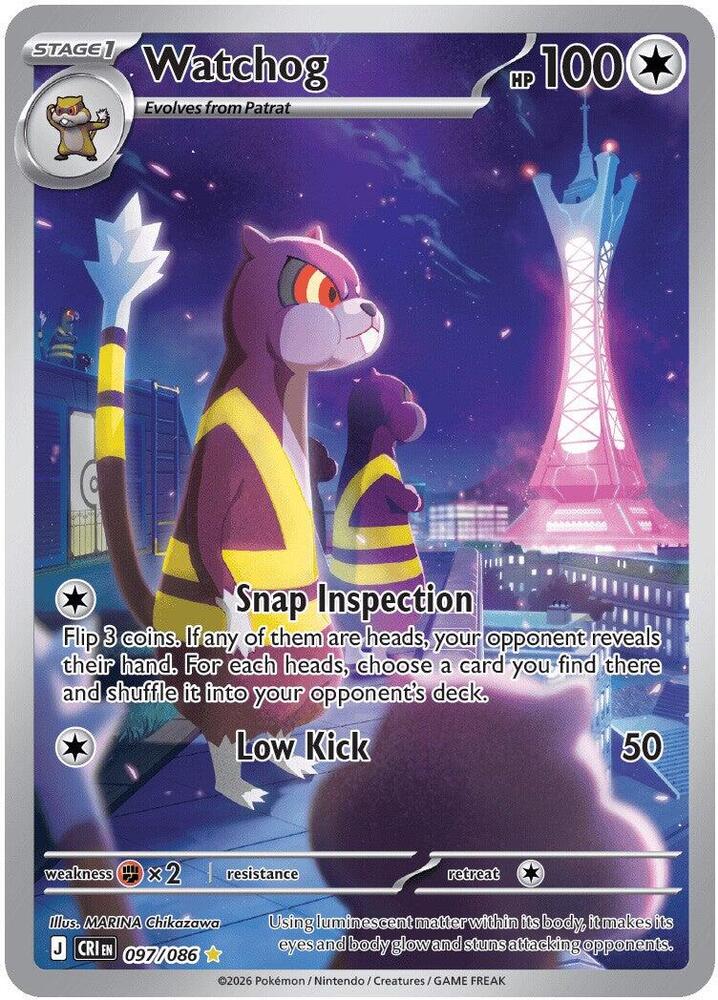 STAGE1
Watchog
HP 100
Evolves from Patrat
Snap Inspection
Flip 3 coins. If any of them are heads, your opponent reveals
their hand. For each heads, choose a card you find there
and shuffle it into your opponent's deck.
Low Kick 50
weakness ×2 resistance retreat
Illus. MARINA Chikazawa
Using luminescent matter within its body, it makes
its eyes and body glow and stuns attacking opponents.
J CRI EN 097/086
©2026 Pokémon / Nintendo / Creatures / GAME FREAK